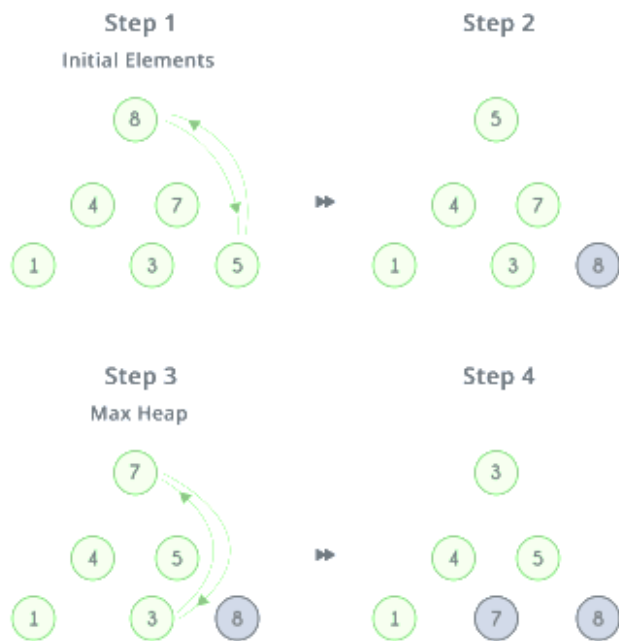 Step 1
Initial Elements
8
4 7
1 3 5
Step 2
5
4 7
1 3 8
Step 3
Max Heap
7
4 5
1 3 8
Step 4
3
4 5
1 7 8